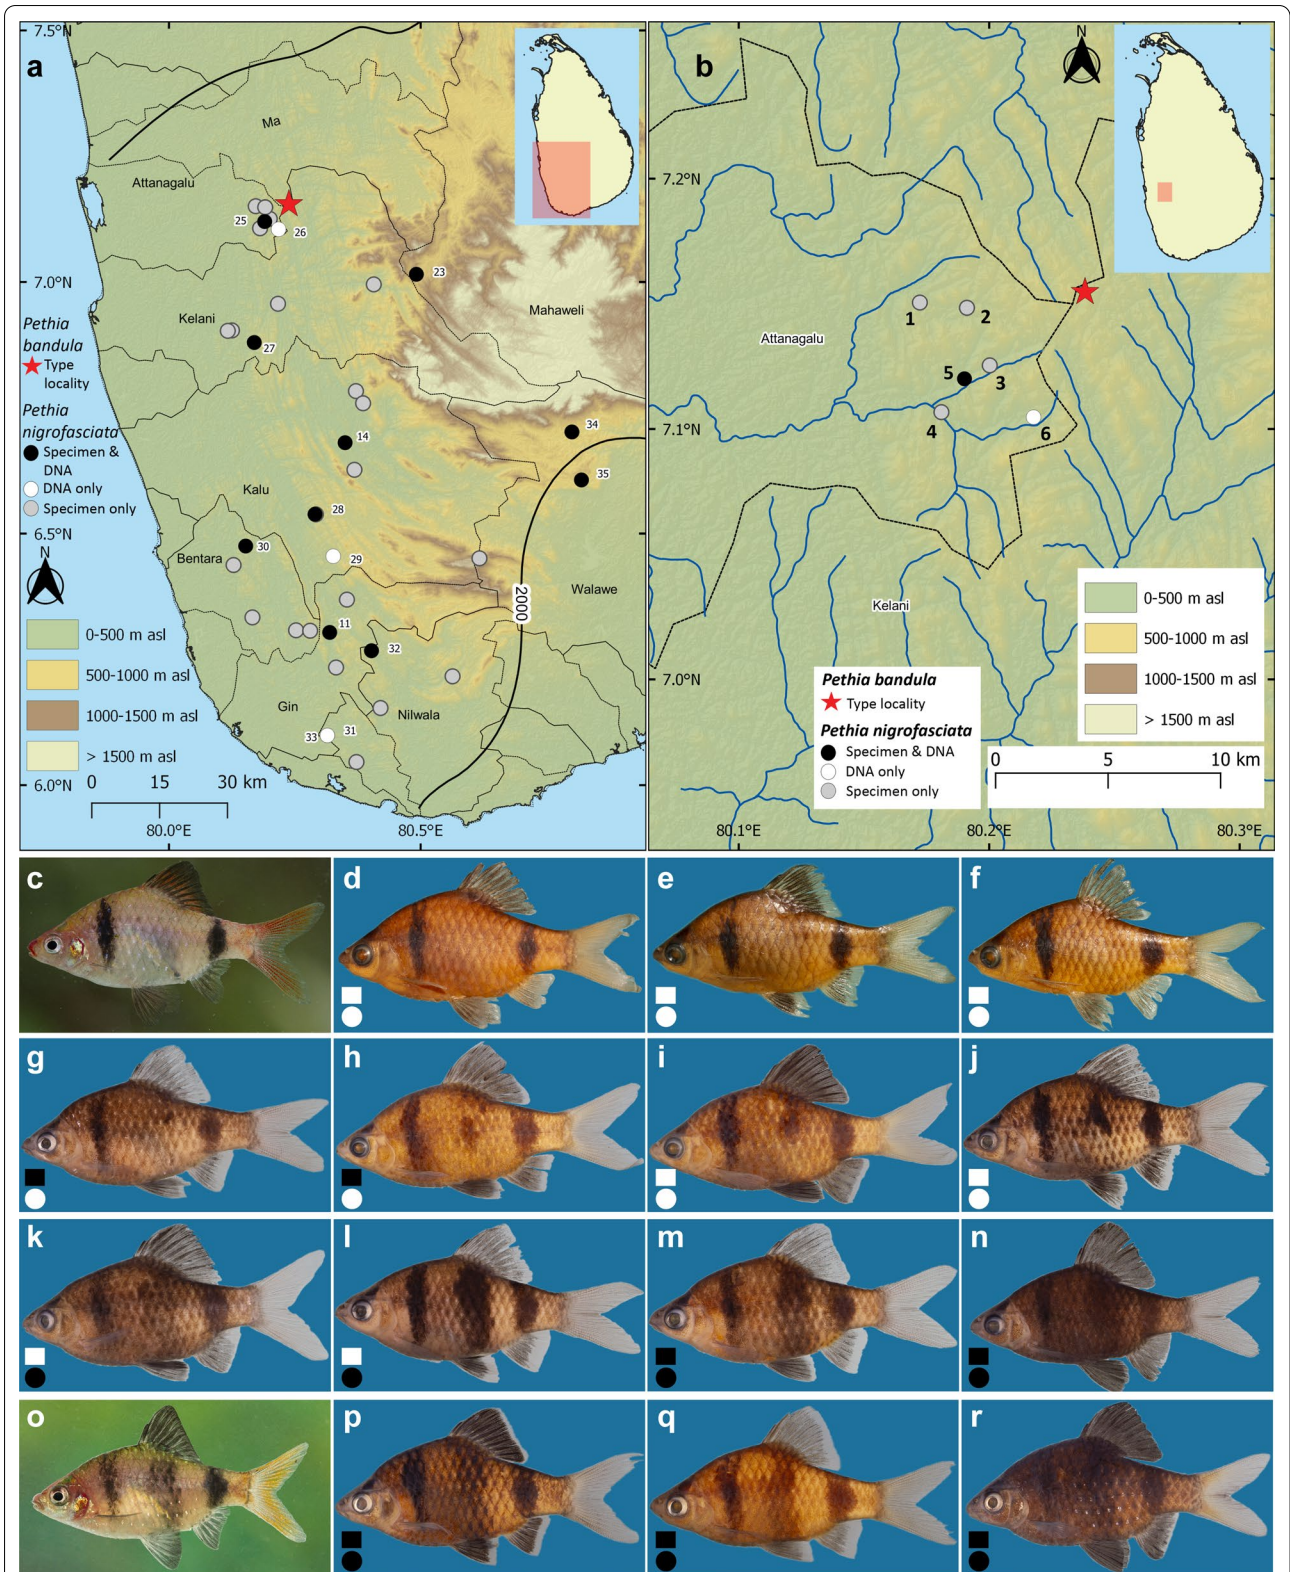 a
7.5°N
Ma
Attanagalu
25
26
7.0°N
23
Kelani
27
Mahaweli
Pethia
bandula
Type
locality
Pethia
nigrofasciata
Specimen &
DNA
DNA only
Specimen only
14
34
35
Kalu
28
6.5°N
30
29
Bentara
N
Walawe
2000
11
32
0-500 m asl
500-1000 m asl
1000-1500 m asl
> 1500 m asl
Gin
Nilwala
33
31
0 15 30 km
6.0°N
80.0°E
80.5°E
b
N
7.2°N
1
2
Attanagalu
5
3
4
6
7.1°N
Kelani
7.0°N
0-500 m asl
500-1000 m asl
1000-1500 m asl
> 1500 m asl
Pethia bandula
Type locality
Pethia nigrofasciata
Specimen & DNA
DNA only
Specimen only
0 5 10 km
80.1°E
80.2°E
80.3°E
c
d
e
f
g
h
i
j
k
l
m
n
o
p
q
r